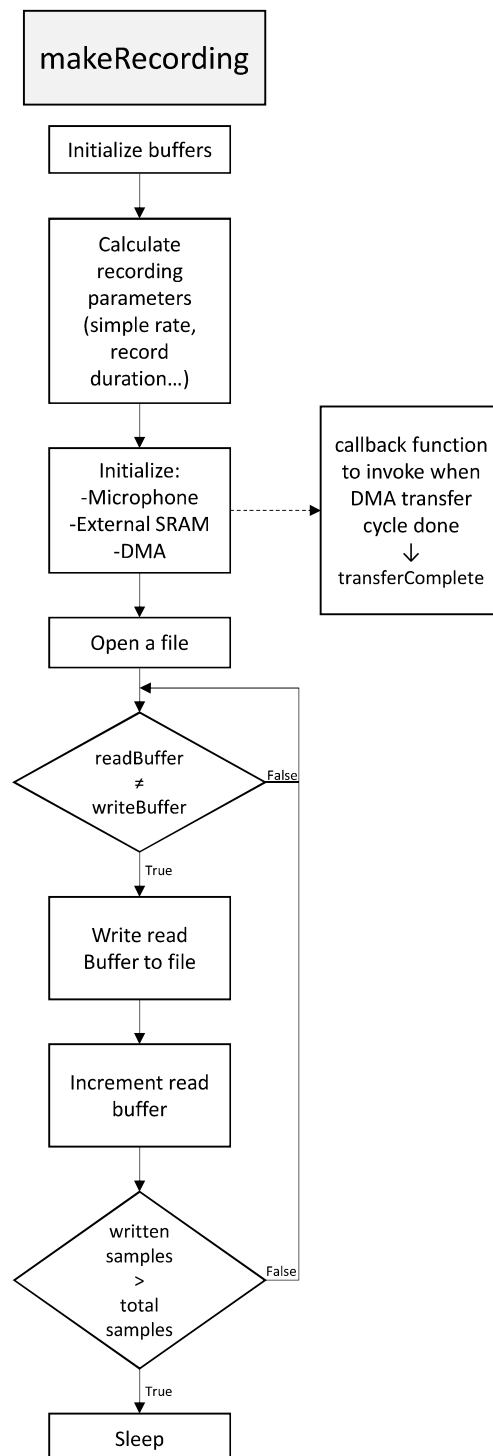 makeRecording
Initialize buffers
Calculate
recording
parameters
(simple rate,
record
duration...)
Initialize:
-Microphone
-External SRAM
-DMA
callback function
to invoke when
DMA transfer
cycle done
↓
transferComplete
Open a file
readBuffer
≠
writeBuffer
False
True
Write read
Buffer to file
Increment read
buffer
written
samples
>
total
samples
False
True
Sleep